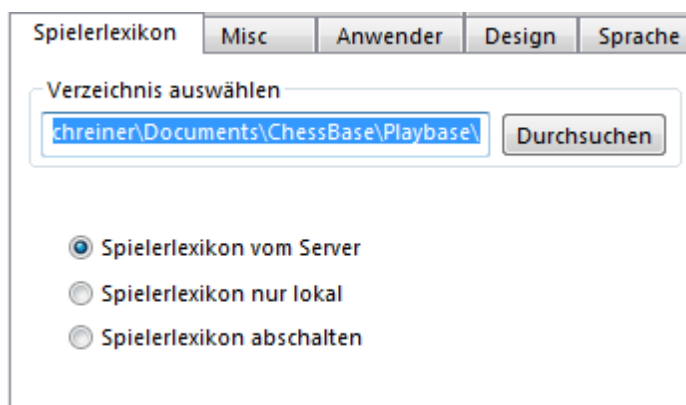 Spielerlexikon Misc Anwender Design Sprache
Verzeichnis auswählen
chreiner\Documents\ChessBase\Playbase\ Durchsuchen
Spielerlexikon vom Server
Spielerlexikon nur lokal
Spielerlexikon abschalten